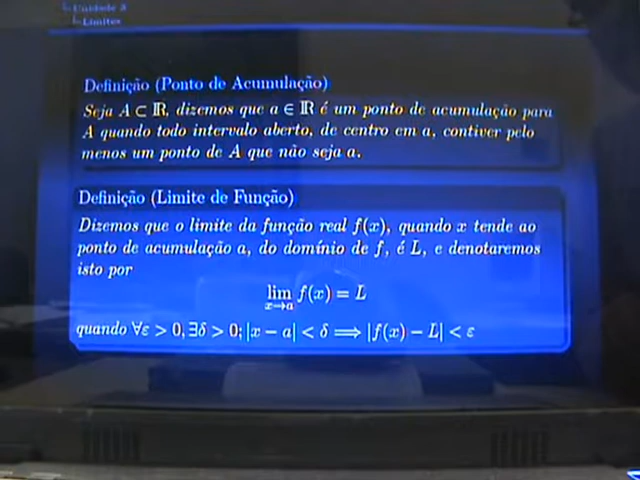 Unidade 3
Limites
Definição (Ponto de Acumulação)
Seja A ⊂ ℝ, dizemos que a ∈ ℝ é um ponto de acumulação para
A quando todo intervalo aberto, de centro em a, contiver pelo
menos um ponto de A que não seja a.
Definição (Limite de Função)
Dizemos que o limite da função real f(x), quando x tende ao
ponto de acumulação a, do domínio de f, é L, e denotaremos
isto por
lim f(x) = L
x→a
quando ∀ε > 0, ∃δ > 0; |x − a| < δ ⟹ |f(x) − L| < ε